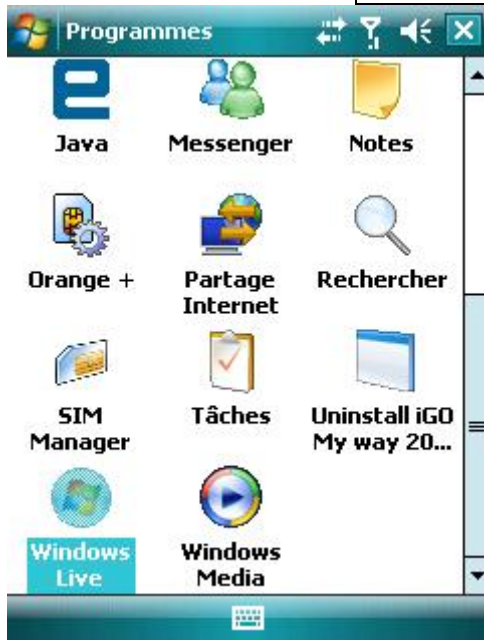 Programmes
Java Messenger Notes
Orange + Partage Rechercher
Internet
SIM Tâches Uninstall iGO
Manager My way 20...
Windows Windows
Live Media